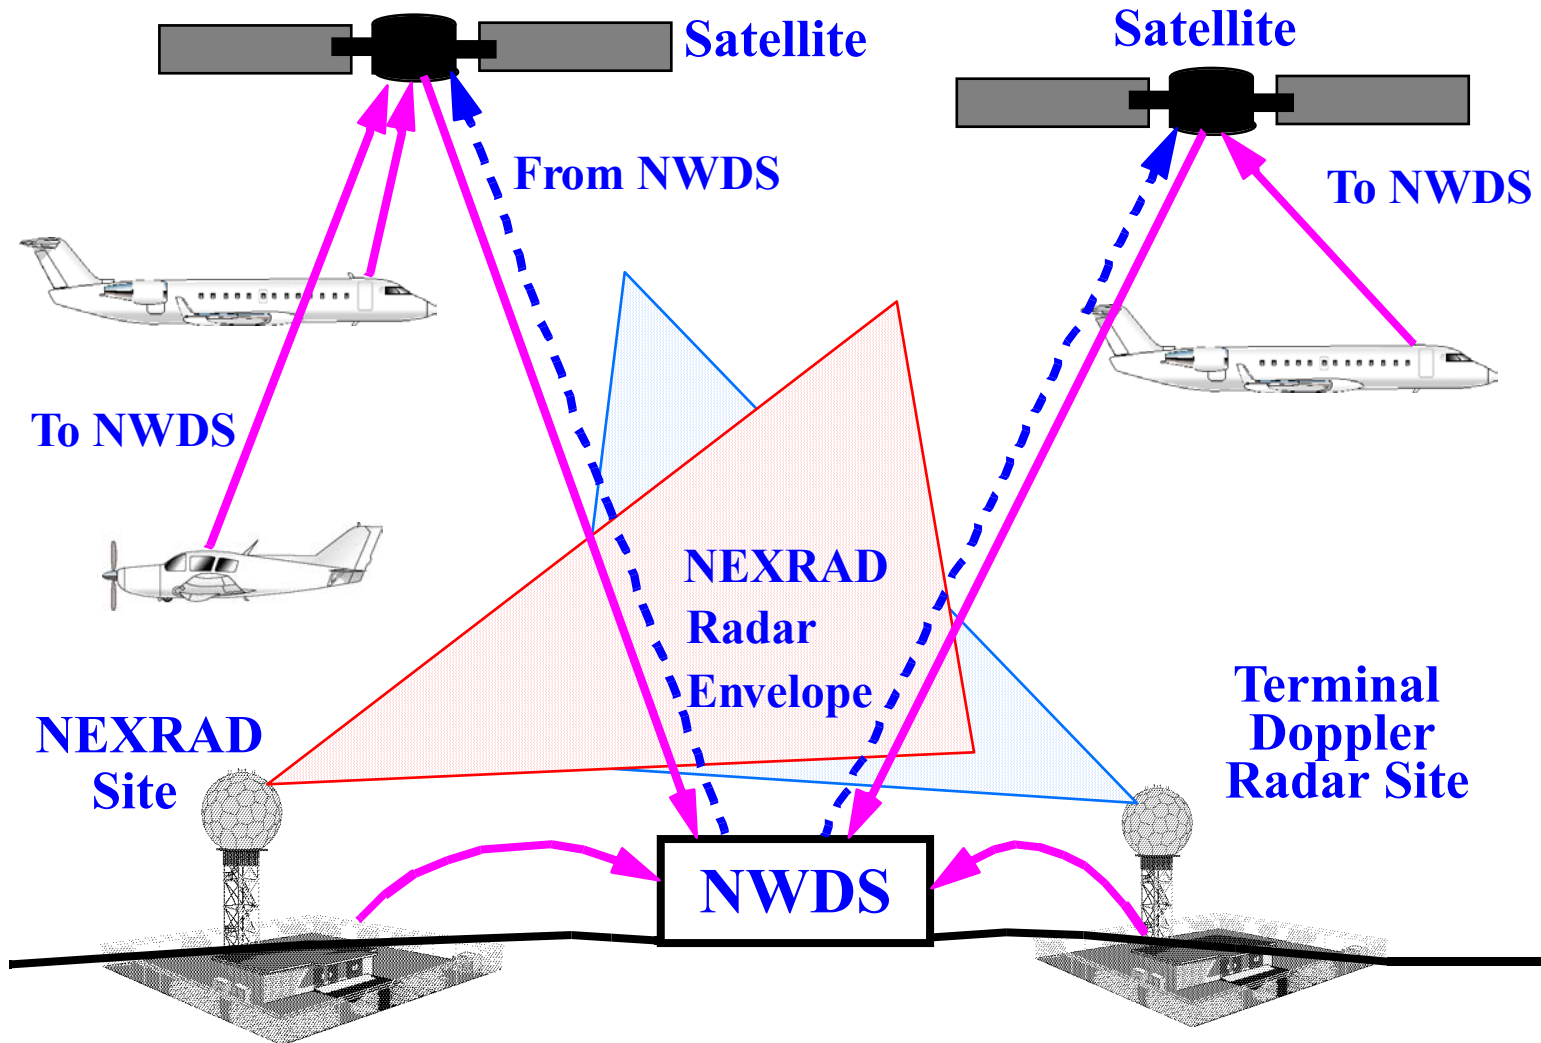 Satellite
Satellite
From NWDS
To NWDS
To NWDS
NEXRAD
Radar
Envelope
NEXRAD
Site
Terminal
Doppler
Radar Site
NWDS